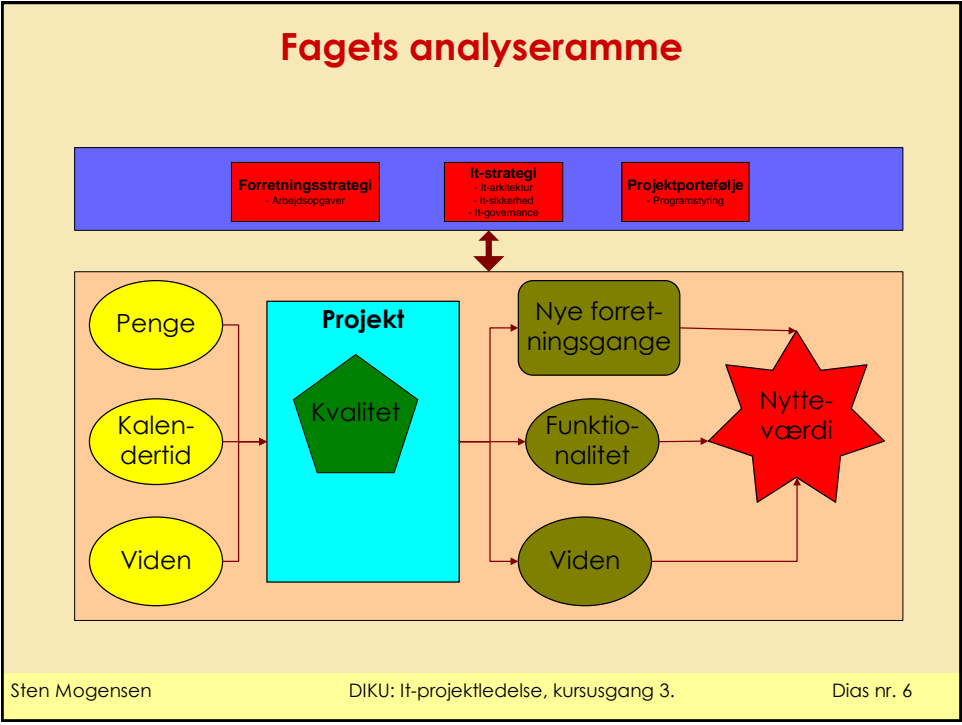 Fagets analyseramme
Forretningsstrategi
- Arbejdsopgaver
It-strategi
- It-arkitektur
- It-sikkerhed
- It-governance
Projektportefølje
- Programstyring
Penge
Kalen-
dertid
Viden
Projekt
Kvalitet
Nye forret-
ningsgange
Funktio-
nalitet
Viden
Nytte-
værdi
Sten Mogensen
DIKU: It-projektledelse, kursusgang 3.
Dias nr. 6